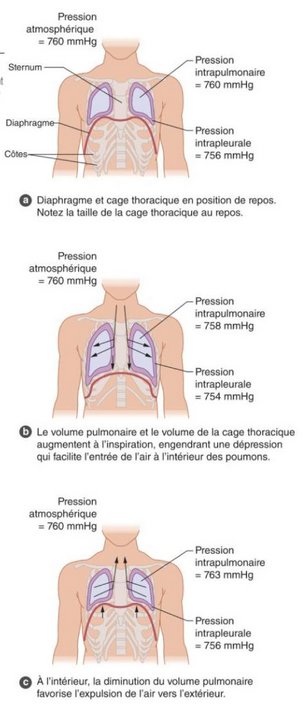 Pression
atmosphérique
= 760 mmHg
Sternum
Pression
intrapulmonaire
= 760 mmHg
Diaphragme
Pression
intrapleurale
= 756 mmHg
Côtes
a Diaphragme et cage thoracique en position de repos.
Notez la taille de la cage thoracique au repos.
Pression
atmosphérique
= 760 mmHg
Pression
intrapulmonaire
= 758 mmHg
Pression
intrapleurale
= 754 mmHg
b Le volume pulmonaire et le volume de la cage thoracique
augmentent à l'inspiration, engendrant une dépression
qui facilite l'entrée de l'air à l'intérieur des poumons.
Pression
atmosphérique
= 760 mmHg
Pression
intrapulmonaire
= 763 mmHg
Pression
intrapleurale
= 756 mmHg
c À l'intérieur, la diminution du volume pulmonaire
favorise l'expulsion de l'air vers l'extérieur.